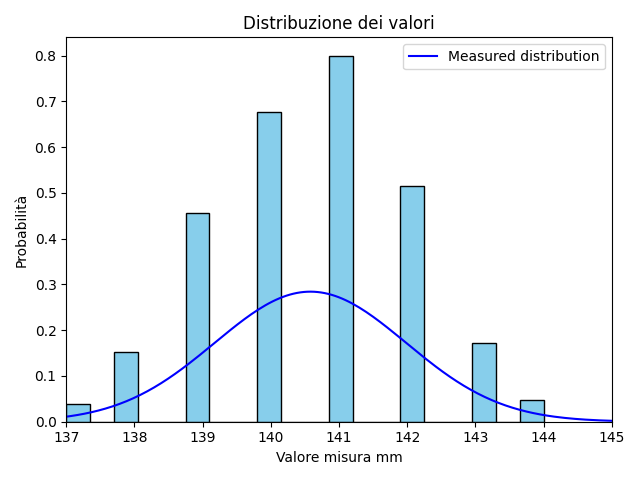 Distribuzione dei valori
Measured distribution
0.8
0.7
0.6
0.5
0.4
0.3
0.2
0.1
0.0
Probabilità
137 138 139 140 141 142 143 144 145
Valore misura mm